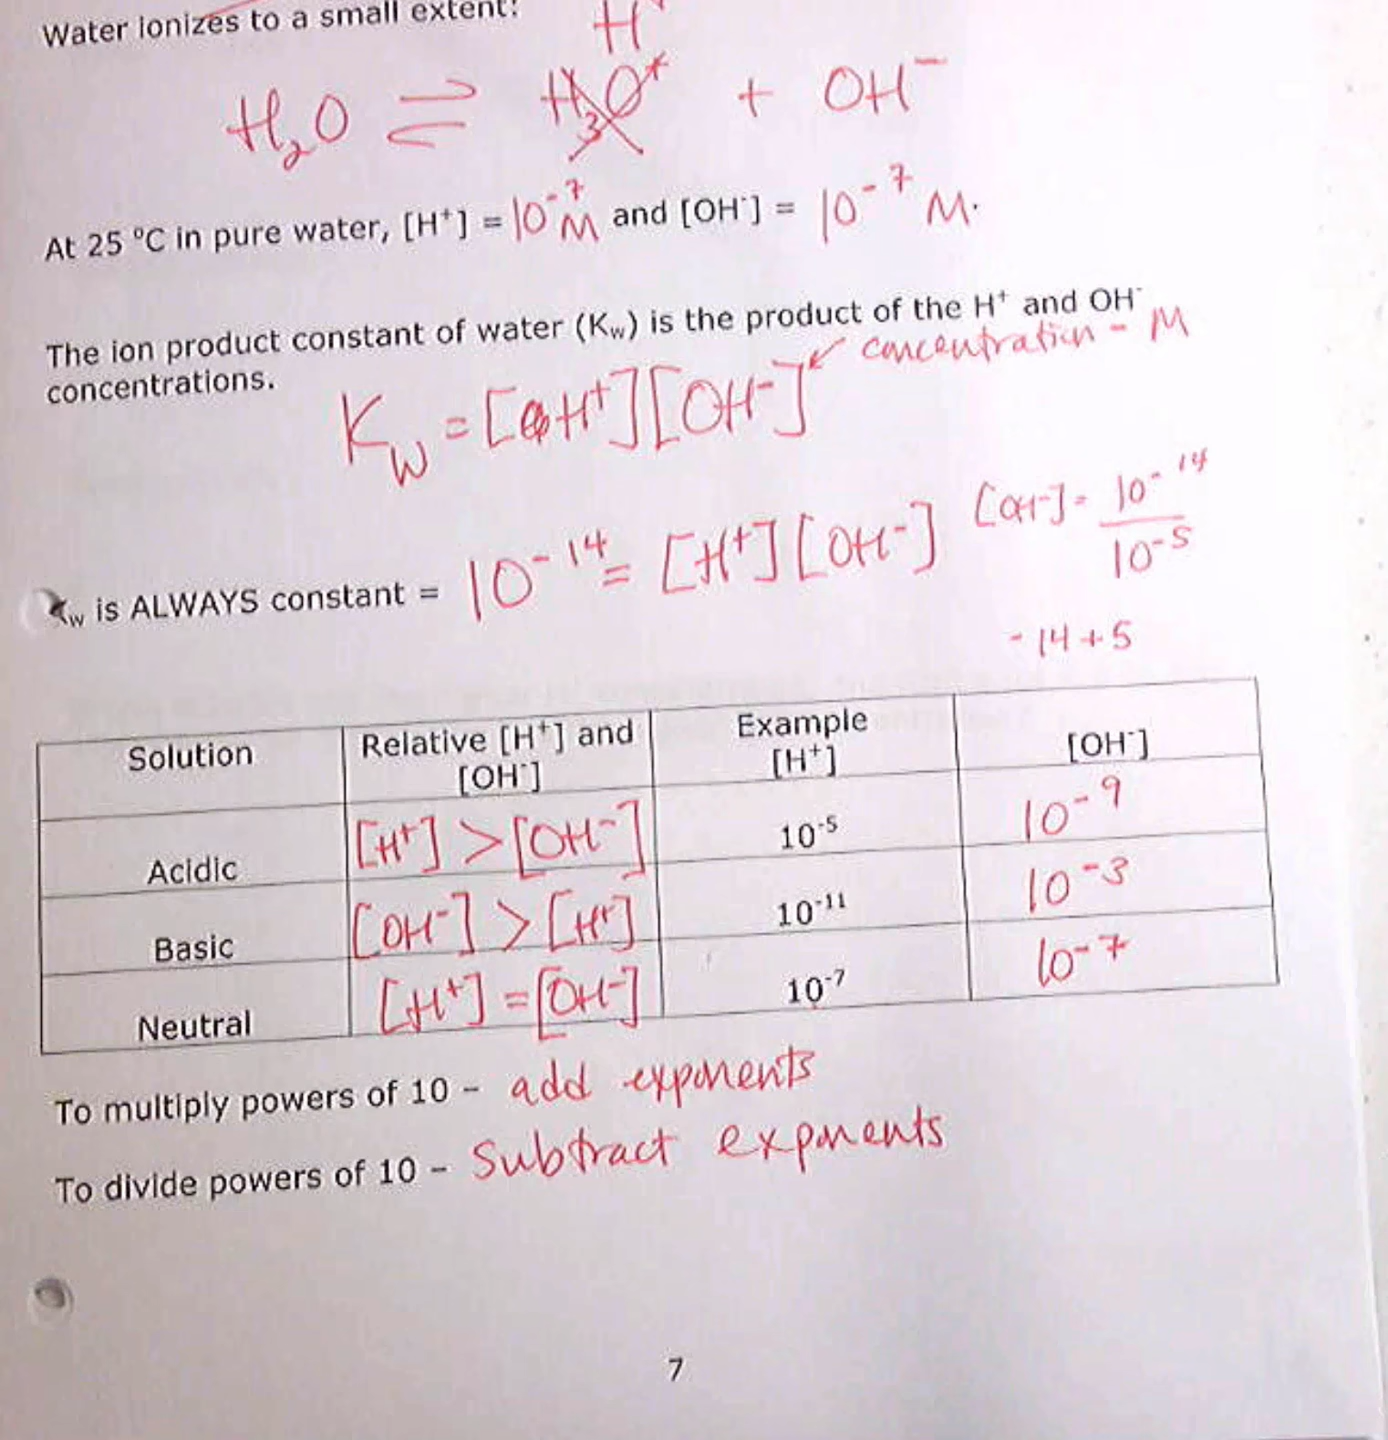 Water ionizes to a small extent:
H⁺
H₂O ⇌ H₃O⁺ + OH⁻
At 25 °C in pure water, [H⁺] = 10⁻⁷ M and [OH⁻] = 10⁻⁷ M.
The ion product constant of water (Kw) is the product of the H⁺ and OH⁻
concentrations.
concentration - M
Kw = [H⁺][OH⁻]
Kw is ALWAYS constant = 10⁻¹⁴ = [H⁺][OH⁻]
[OH⁻] = 10⁻¹⁴ / 10⁻⁵
-14+5
Solution | Relative [H⁺] and [OH⁻] | Example [H⁺] | [OH⁻]
Acidic | [H⁺] > [OH⁻] | 10⁻⁵ | 10⁻⁹
Basic | [OH⁻] > [H⁺] | 10⁻¹¹ | 10⁻³
Neutral | [H⁺] = [OH⁻] | 10⁻⁷ | 10⁻⁷
To multiply powers of 10 – add exponents
To divide powers of 10 – Subtract exponents
7